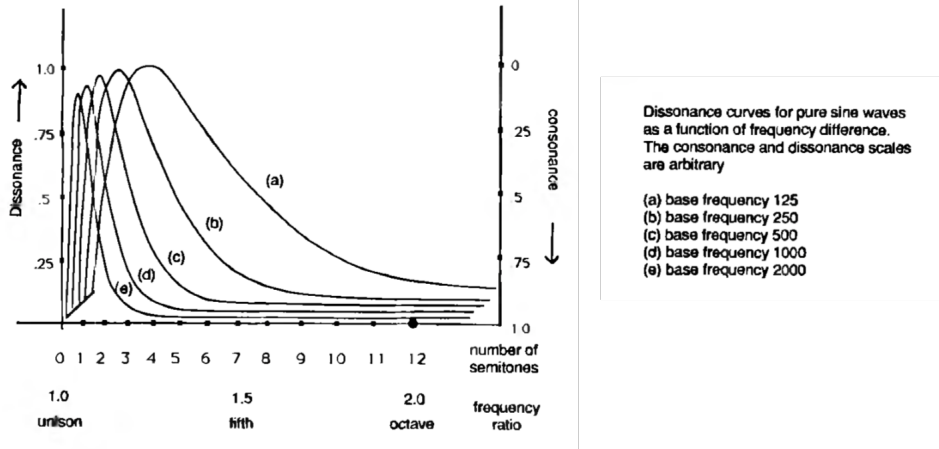 1.0
.75
.5
.25
Dissonance
0
25
5
75
1 0
consonance
(a)
(b)
(c)
(d)
(e)
0 1 2 3 4 5 6 7 8 9 10 11 12
number of
semitones
1.0 1.5 2.0
frequency
ratio
unison fifth octave
Dissonance curves for pure sine waves
as a function of frequency difference.
The consonance and dissonance scales
are arbitrary
(a) base frequency 125
(b) base frequency 250
(c) base frequency 500
(d) base frequency 1000
(e) base frequency 2000